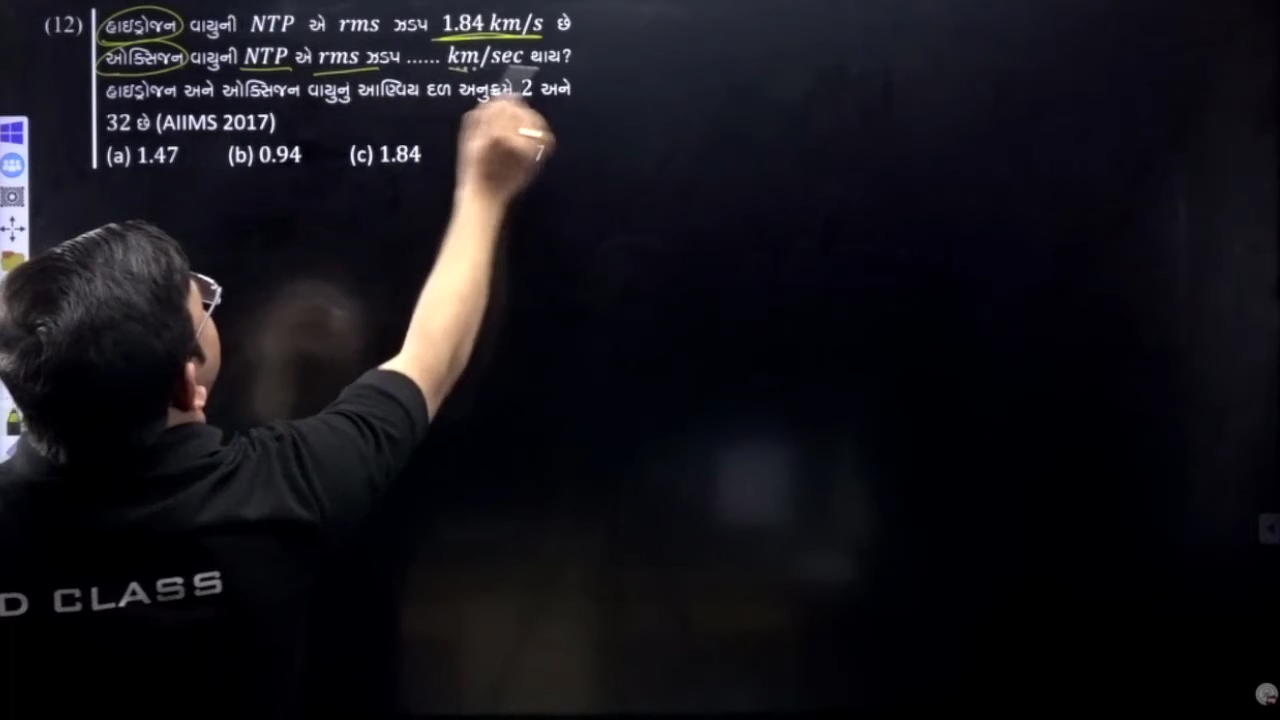 (12) હાઇડ્રોજન વાયુની NTP એ rms ઝડપ 1.84 km/s છે
ઓક્સિજન વાયુની NTP એ rms ઝડપ ...... km/sec થાય?
હાઇડ્રોજન અને ઓક્સિજન વાયુનું આણ્વિય દળ અનુક્રમે 2 અને
32 છે (AIIMS 2017)
(a) 1.47 (b) 0.94 (c) 1.84
D CLASS